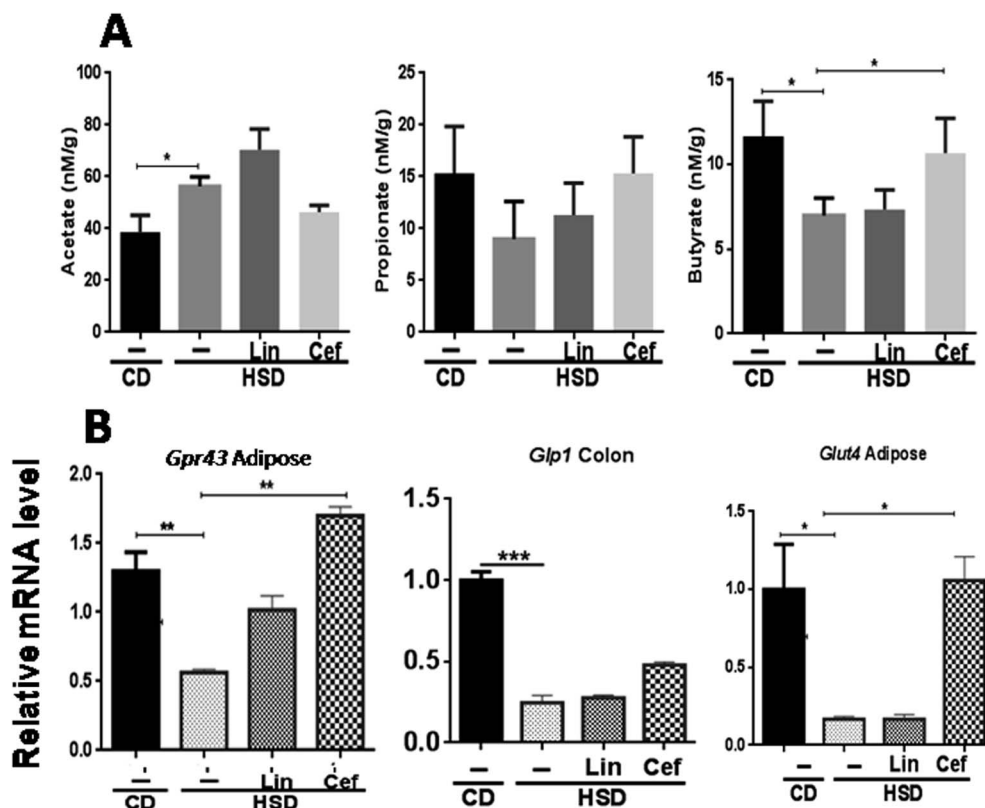 A
Acetate (nM/g)
100
80
60
40
20
0
*
– – Lin Cef
CD HSD
Propionate (nM/g)
25
20
15
10
5
0
– – Lin Cef
CD HSD
Butyrate (nM/g)
15
10
5
0
* *
– – Lin Cef
CD HSD
B
Relative mRNA level
Gpr43 Adipose
2.0
1.5
1.0
0.5
0.0
** **
– – Lin Cef
CD HSD
Glp1 Colon
1.5
1.0
0.5
0.0
***
– – Lin Cef
CD HSD
Glut4 Adipose
1.5
1.0
0.5
0.0
* *
– – Lin Cef
CD HSD